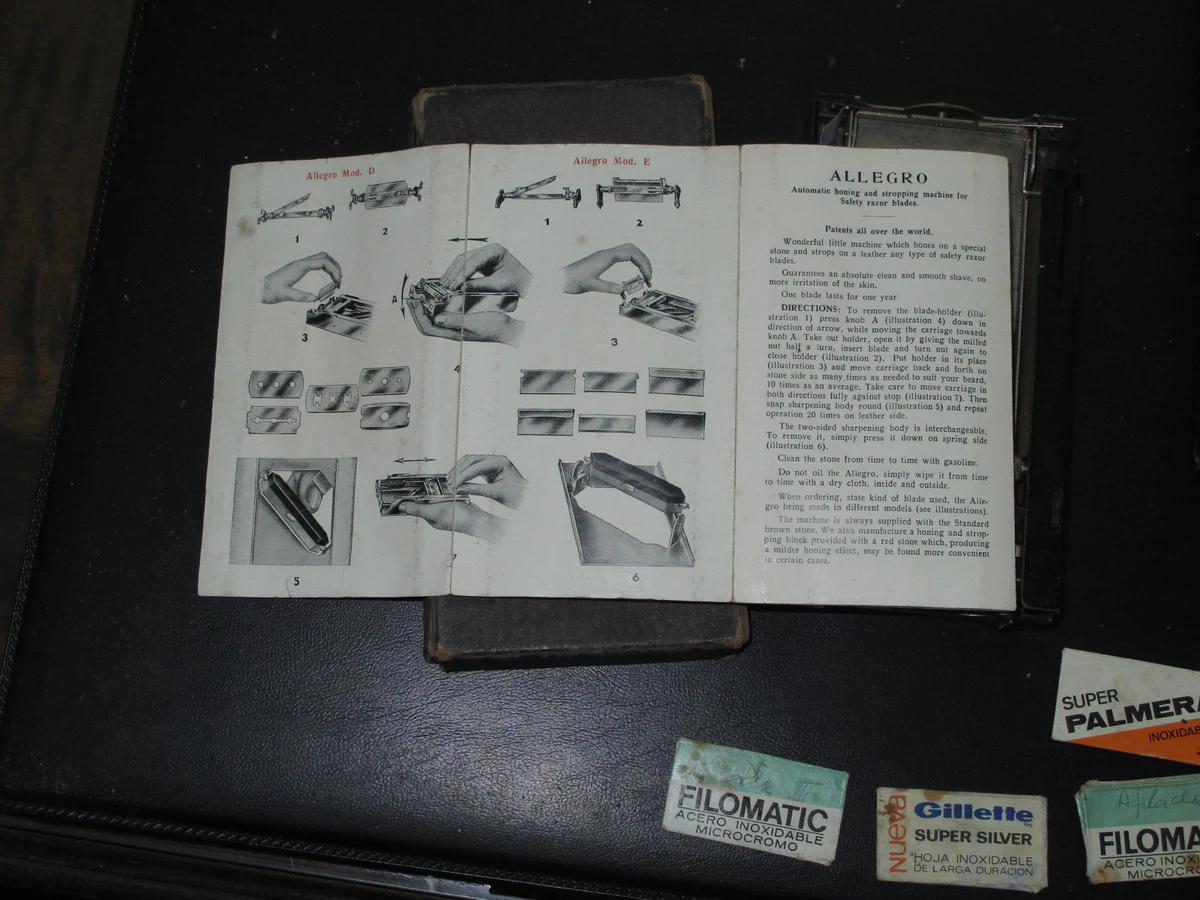 Allegro Mod. D
1
2
3
5
Allegro Mod. E
A
4
1
2
3
7
6
ALLEGRO
Automatic honing and stropping machine for
Safety razor blades.
Patents all over the world.
Wonderful little machine which hones on a special
stone and strops on a leather any type of safety razor
blades.
Guarantees an absolute clean and smooth shave, no
more irritation of the skin.
One blade lasts for one year
DIRECTIONS: To remove the blade-holder (illu-
stration 1) press knob A (illustration 4) down in
direction of arrow, while moving the carriage towards
knob A. Take out holder, open it by giving the milled
nut half a turn, insert blade and turn nut again to
close holder (illustration 2). Put holder in its place
(illustration 3) and move carriage back and forth on
stone side as many times as needed to suit your beard,
10 times as an average. Take care to move carriage in
both directions fully against stop (illustration 7). Then
snap sharpening body round (illustration 5) and repeat
operation 20 times on leather side.
The two-sided sharpening body is interchangeable.
To remove it, simply press it down on spring side
(illustration 6).
Clean the stone from time to time with gasoline.
Do not oil the Allegro, simply wipe it from time
to time with a dry cloth, inside and outside.
When ordering, state kind of blade used, the Alle-
gro being made in different models (see illustrations).
The machine is always supplied with the Standard
brown stone. We also manufacture a honing and strop-
ping block provided with a red stone which, producing
a milder honing effect, may be found more convenient
in certain cases.
SUPER
PALMERA
INOXIDAB
FILOMATIC
ACERO INOXIDABLE
MICROCROMO
NUEVA
Gillette
SUPER SILVER
HOJA INOXIDABLE
DE LARGA DURACION
FILOMA
ACERO INOXI
MICROCRO